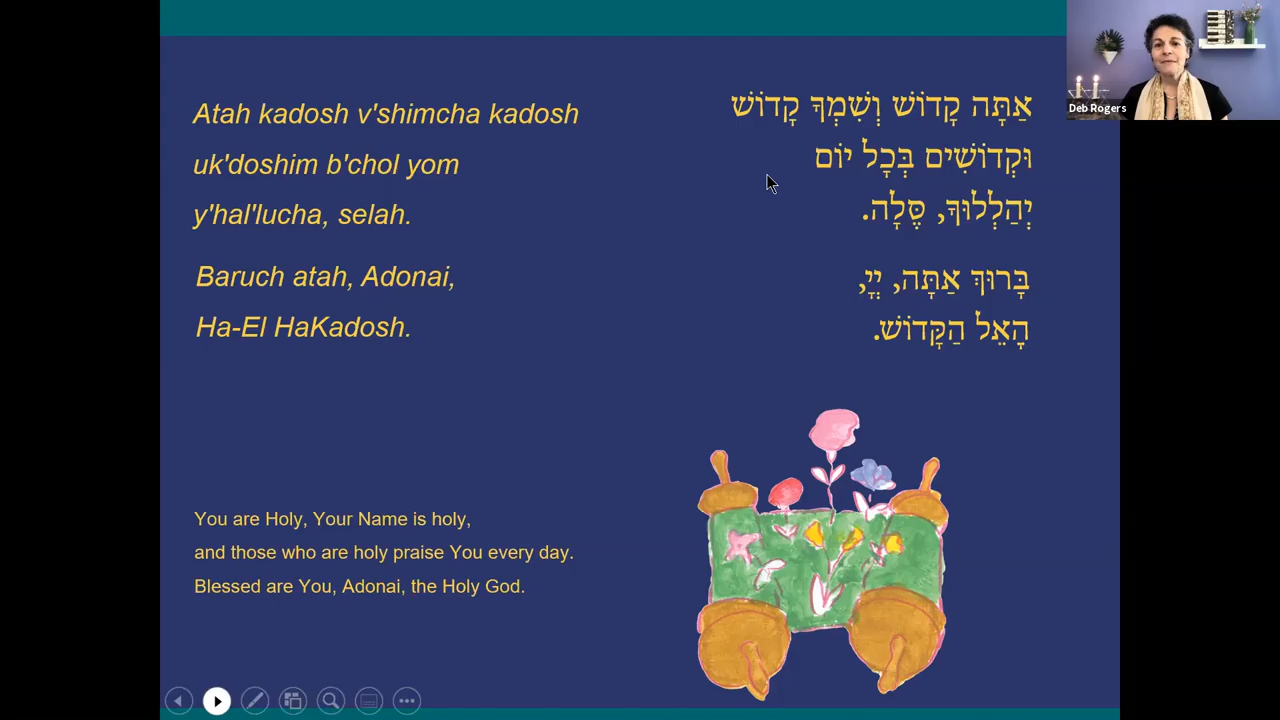 Atah kadosh v'shimcha kadosh
uk'doshim b'chol yom
y'hal'lucha, selah.
Baruch atah, Adonai,
Ha-El HaKadosh.
אַתָּה קָדוֹשׁ וְשִׁמְךָ קָדוֹשׁ
וּקְדוֹשִׁים בְּכָל יוֹם
יְהַלְלוּךָ, סֶּלָה.
בָּרוּךְ אַתָּה, יְיָ,
הָאֵל הַקָּדוֹשׁ.
You are Holy, Your Name is holy,
and those who are holy praise You every day.
Blessed are You, Adonai, the Holy God.
Deb Rogers